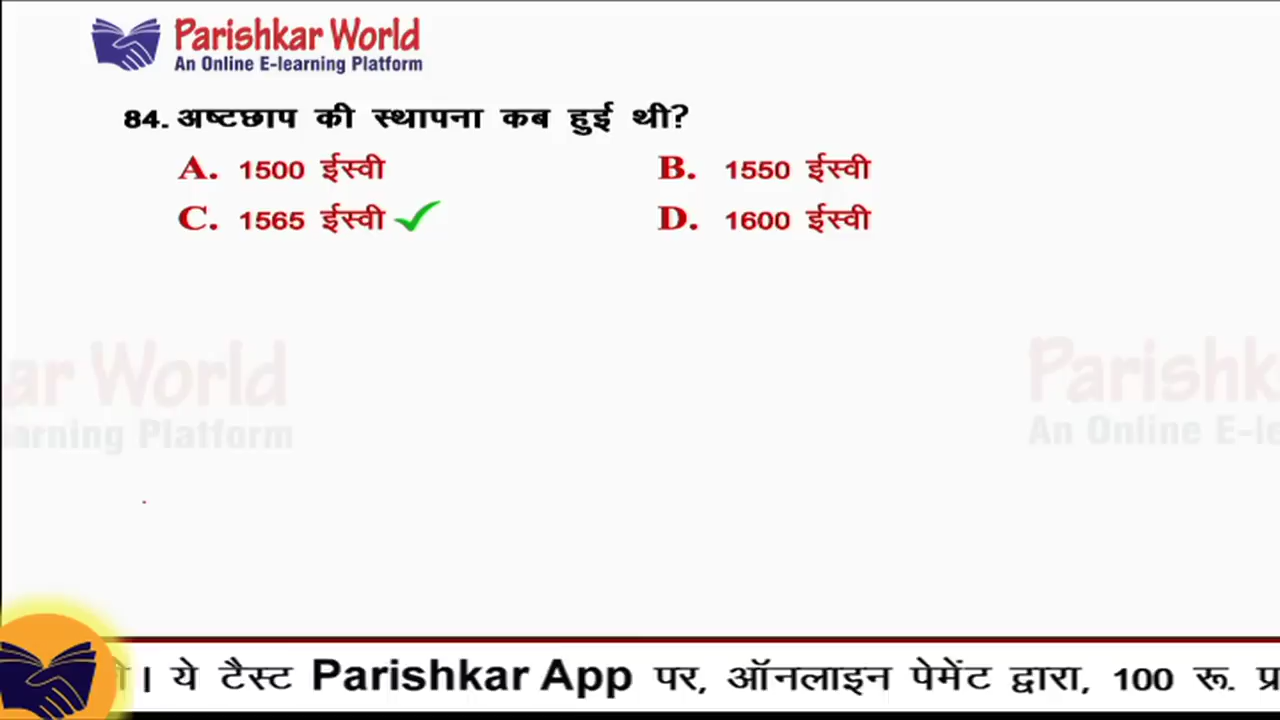 Parishkar World
An Online E-learning Platform
84. अष्टछाप की स्थापना कब हुई थी?
A. 1500 ईस्वी B. 1550 ईस्वी
C. 1565 ईस्वी D. 1600 ईस्वी
ar World Parishk
arning Platform An Online E-le
। ये टैस्ट Parishkar App पर, ऑनलाइन पेमेंट द्वारा, 100 रू. प्र